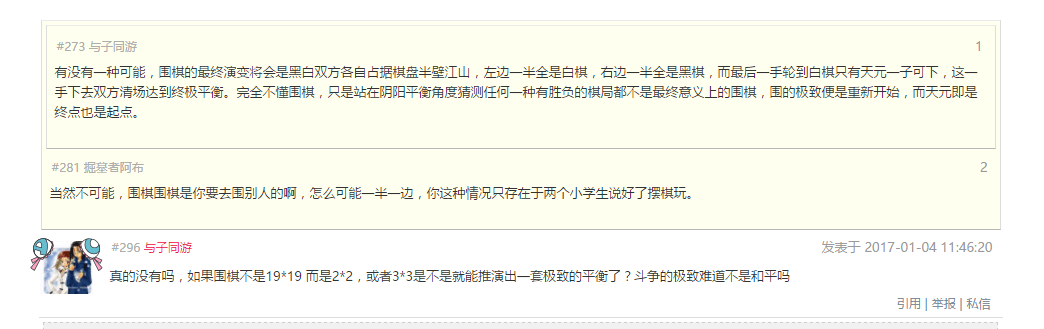 #273 与子同游
1
有没有一种可能，围棋的最终演变将会是黑白双方各自占据棋盘半壁江山，左边一半全是白棋，右边一半全是黑棋，而最后一手轮到白棋只有天元一子可下，这一
手下去双方清场达到终极平衡。完全不懂围棋，只是站在阴阳平衡角度猜测任何一种有胜负的棋局都不是最终意义上的围棋，围的极致便是重新开始，而天元即是
终点也是起点。
#281 掘墓者阿布
2
当然不可能，围棋围棋是你要去围别人的啊，怎么可能一半一边，你这种情况只存在于两个小学生说好了摆棋玩。
#296 与子同游
发表于 2017-01-04 11:46:20
真的没有吗，如果围棋不是19*19 而是2*2，或者3*3是不是就能推演出一套极致的平衡了？斗争的极致难道不是和平吗
引用 | 举报 | 私信